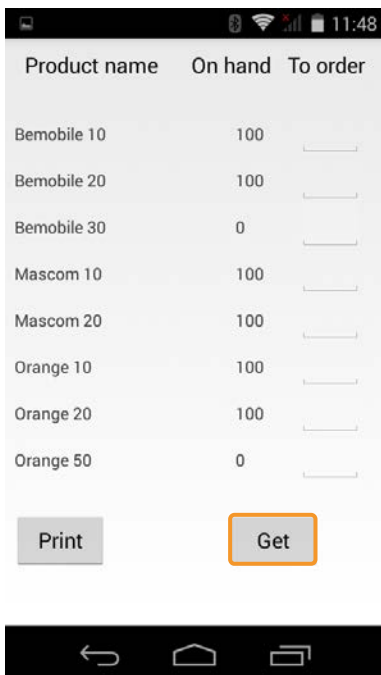 11:48
Product name On hand To order
Bemobile 10 100
Bemobile 20 100
Bemobile 30 0
Mascom 10 100
Mascom 20 100
Orange 10 100
Orange 20 100
Orange 50 0
Print Get